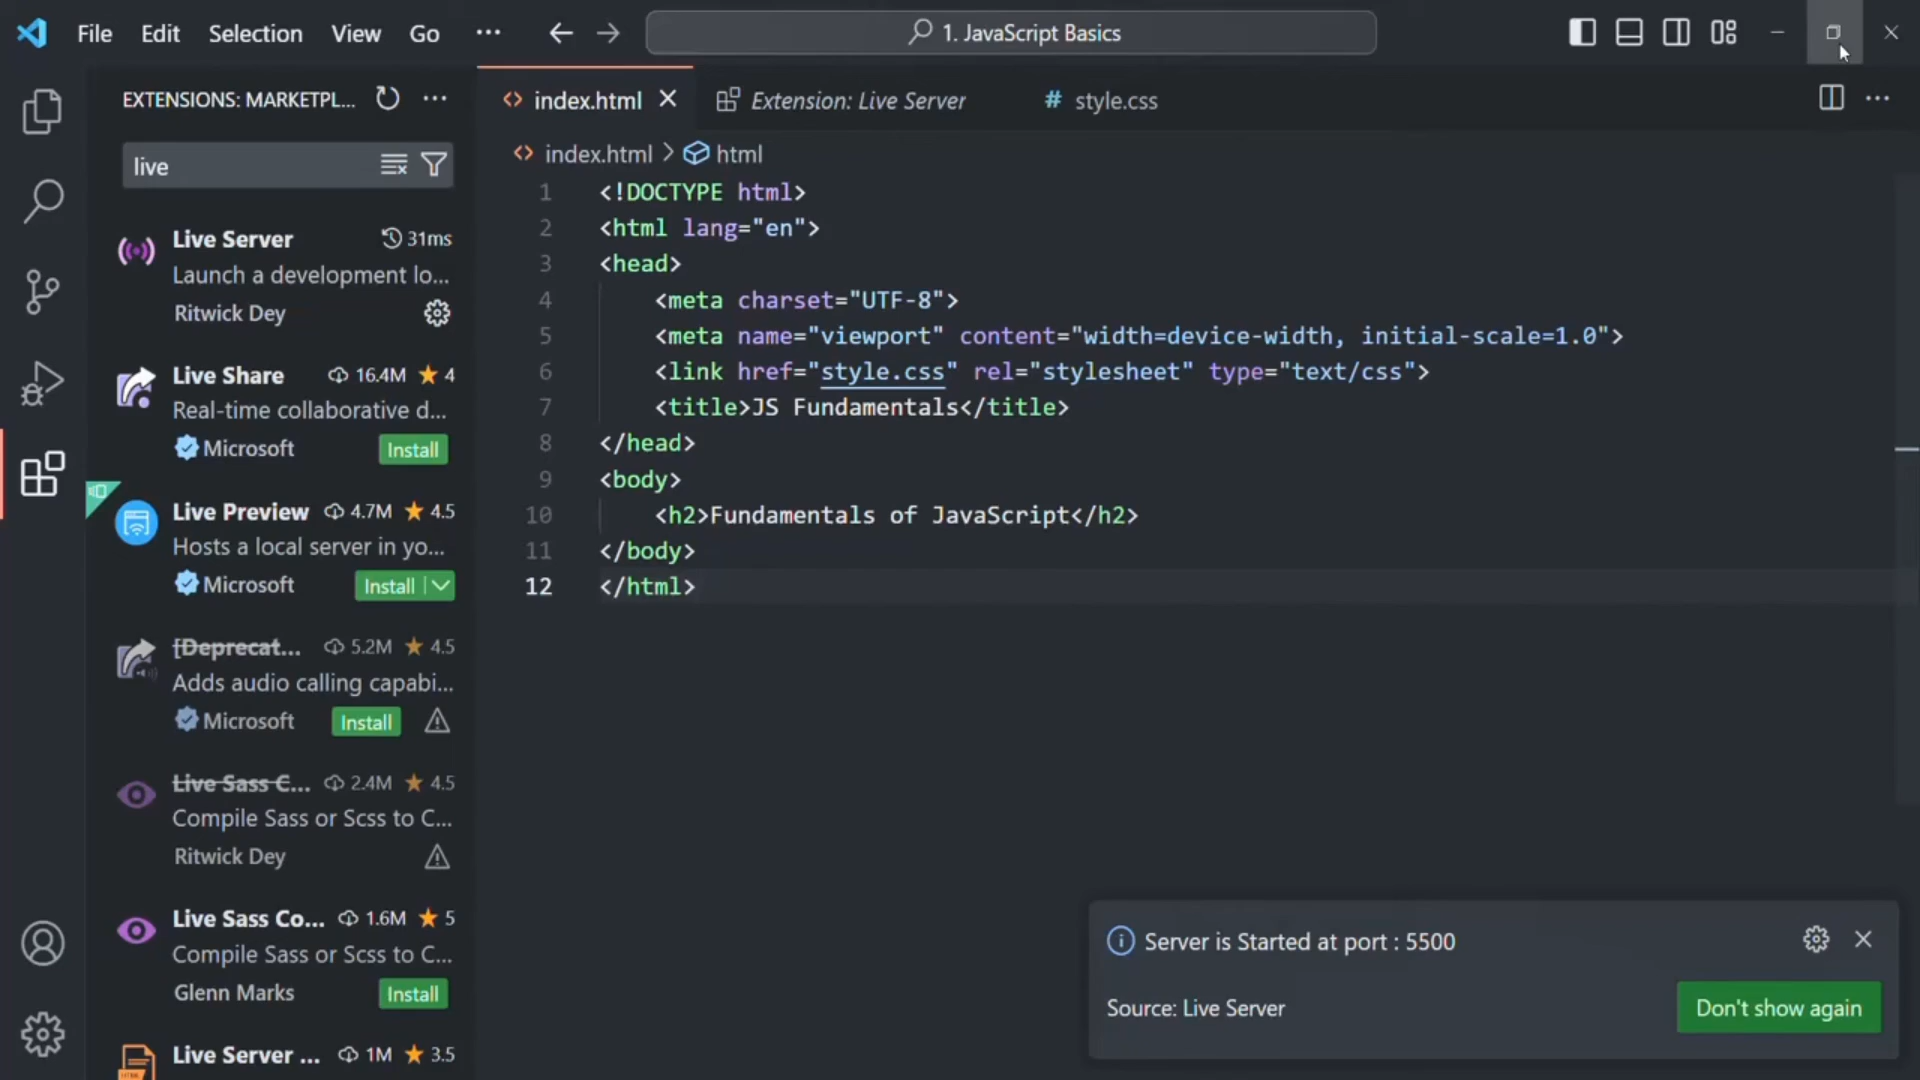 File Edit Selection View Go ··· 1. JavaScript Basics
EXTENSIONS: MARKETPL...
live
Live Server 31ms
Launch a development lo...
Ritwick Dey
Live Share 16.4M 4
Real-time collaborative d...
Microsoft Install
Live Preview 4.7M 4.5
Hosts a local server in yo...
Microsoft Install
[Deprecat... 5.2M 4.5
Adds audio calling capabi...
Microsoft Install
Live Sass C... 2.4M 4.5
Compile Sass or Scss to C...
Ritwick Dey
Live Sass Co... 1.6M 5
Compile Sass or Scss to C...
Glenn Marks Install
Live Server ... 1M 3.5
index.html Extension: Live Server # style.css
index.html > html
1 <!DOCTYPE html>
2 <html lang="en">
3 <head>
4 <meta charset="UTF-8">
5 <meta name="viewport" content="width=device-width, initial-scale=1.0">
6 <link href="style.css" rel="stylesheet" type="text/css">
7 <title>JS Fundamentals</title>
8 </head>
9 <body>
10 <h2>Fundamentals of JavaScript</h2>
11 </body>
12 </html>
Server is Started at port : 5500
Source: Live Server Don't show again